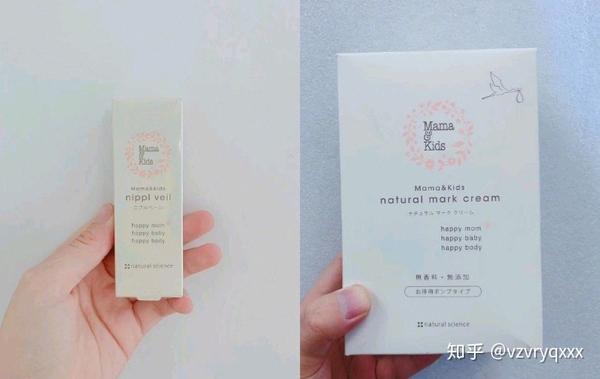 Mama
&
Kids
Mama&Kids
nippl veil
ニプルベール
happy mom
happy baby
happy body
natural science
Mama
&
Kids
Mama&Kids
natural mark cream
ナチュラル マーク クリーム
happy mom
happy baby
happy body
無香料・無添加
お得用ポンプタイプ
natural science
知乎 @vzvryqxxx